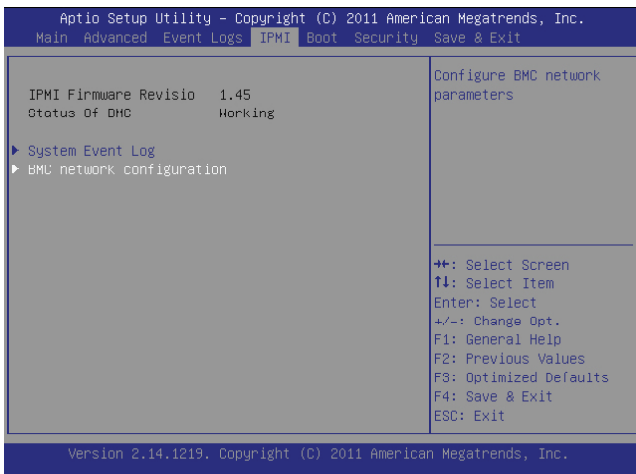 Aptio Setup Utility – Copyright (C) 2011 American Megatrends, Inc.
Main Advanced Event Logs IPMI Boot Security Save & Exit
IPMI Firmware Revisio 1.45
Status Of BMC Working
System Event Log
BMC network configuration
Configure BMC network
parameters
→←: Select Screen
↑↓: Select Item
Enter: Select
+/-: Change Opt.
F1: General Help
F2: Previous Values
F3: Optimized Defaults
F4: Save & Exit
ESC: Exit
Version 2.14.1219. Copyright (C) 2011 American Megatrends, Inc.